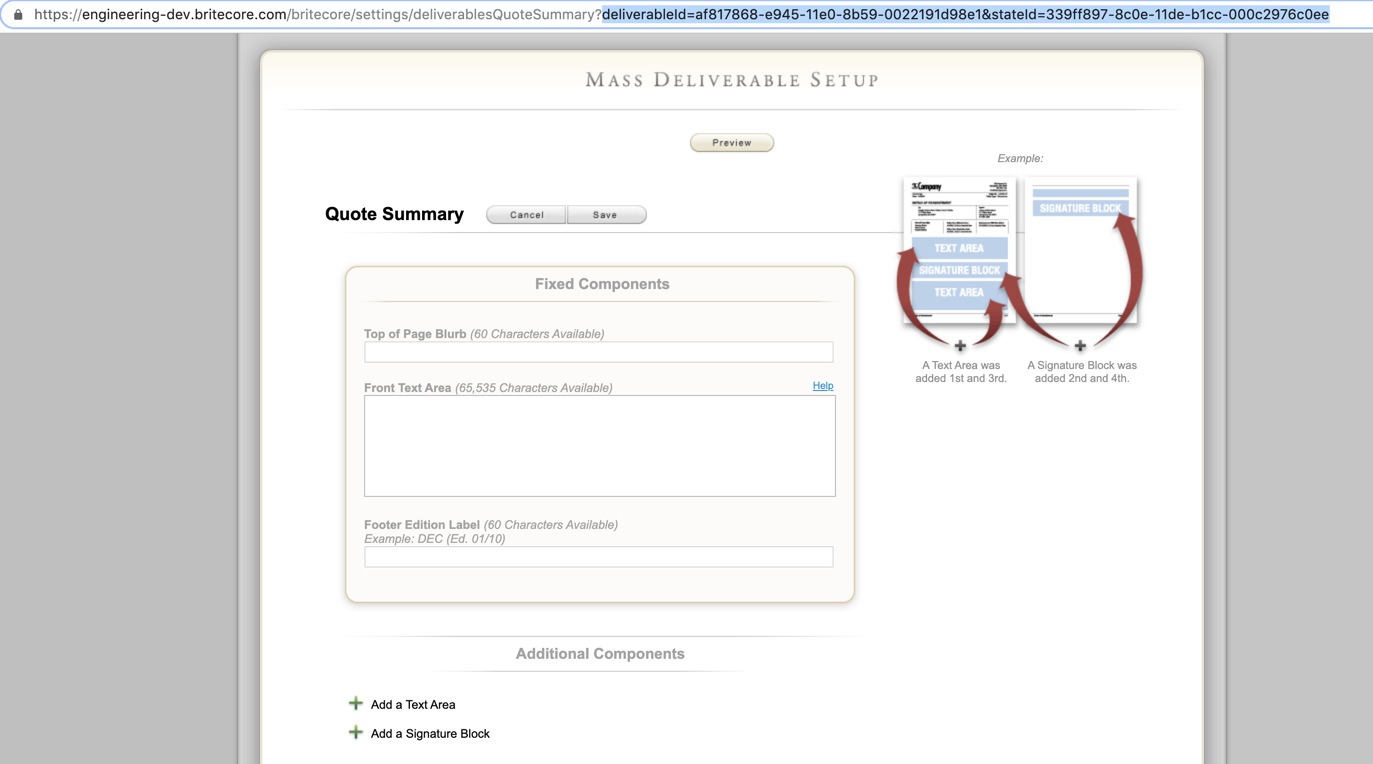 https://engineering-dev.britecore.com/britecore/settings/deliverablesQuoteSummary?deliverableId=af817868-e945-11e0-8b59-0022191d98e1&stateId=339ff897-8c0e-11de-b1cc-000c2976c0ee
Mass Deliverable Setup
Preview
Example:
Quote Summary
Cancel
Save
Company
TEXT AREA
SIGNATURE BLOCK
TEXT AREA
SIGNATURE BLOCK
A Text Area was
added 1st and 3rd.
A Signature Block was
added 2nd and 4th.
Fixed Components
Top of Page Blurb (60 Characters Available)
Front Text Area (65,535 Characters Available)
Help
Footer Edition Label (60 Characters Available)
Example: DEC (Ed. 01/10)
Additional Components
Add a Text Area
Add a Signature Block